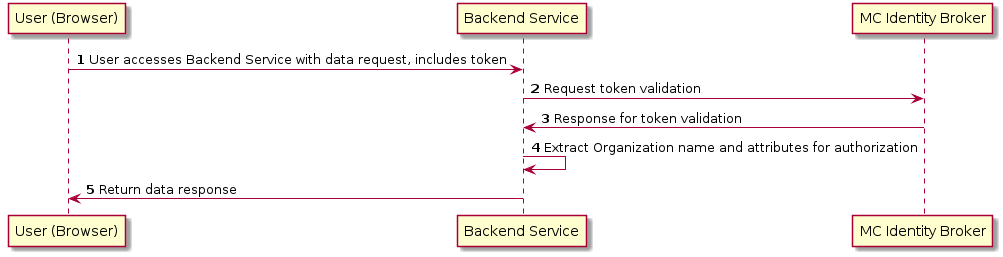 User (Browser)
Backend Service
MC Identity Broker
1 User accesses Backend Service with data request, includes token
2 Request token validation
3 Response for token validation
4 Extract Organization name and attributes for authorization
5 Return data response
User (Browser)
Backend Service
MC Identity Broker